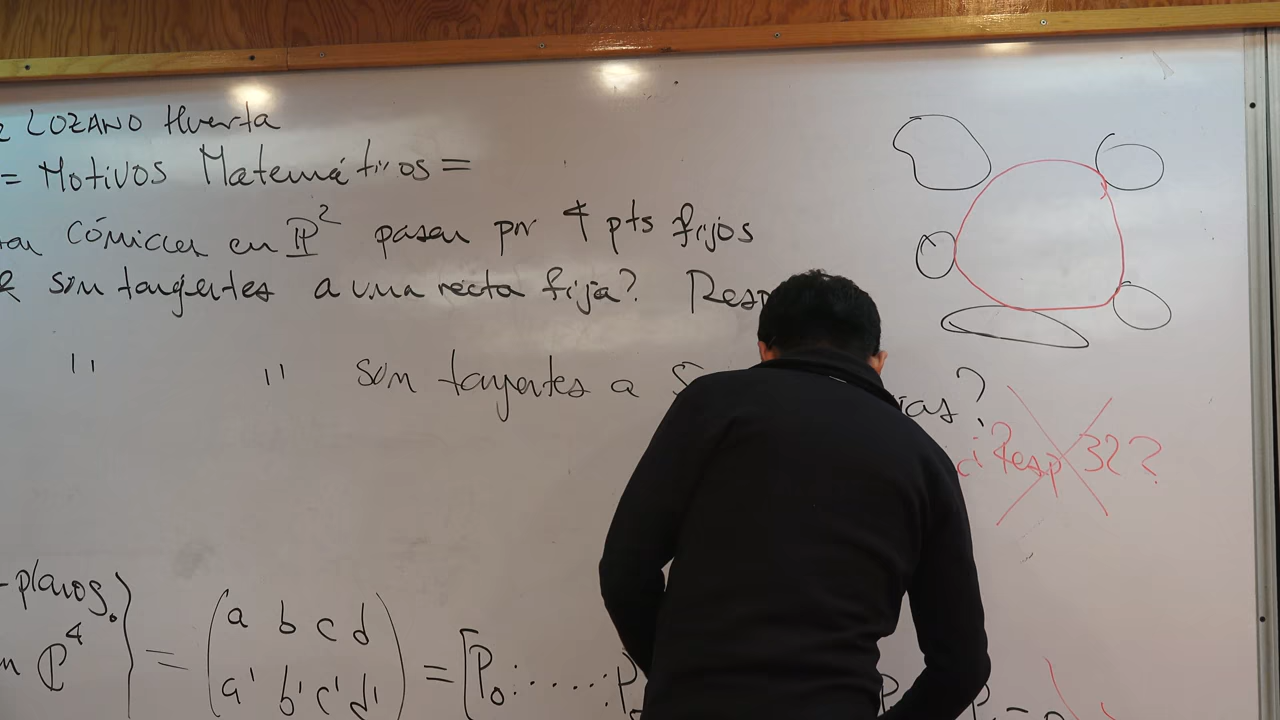 LOZANO Huerta
= Motivos Matemáticos =
cónicas en ℙ² pasan por 4 pts fijos
son tangentes a una recta fija? Resp
" " son tangentes a
¿Resp 32?
-planos.
ℙ⁴ } = (a b c d) = [P₀:.....:P
a' b' c' d'